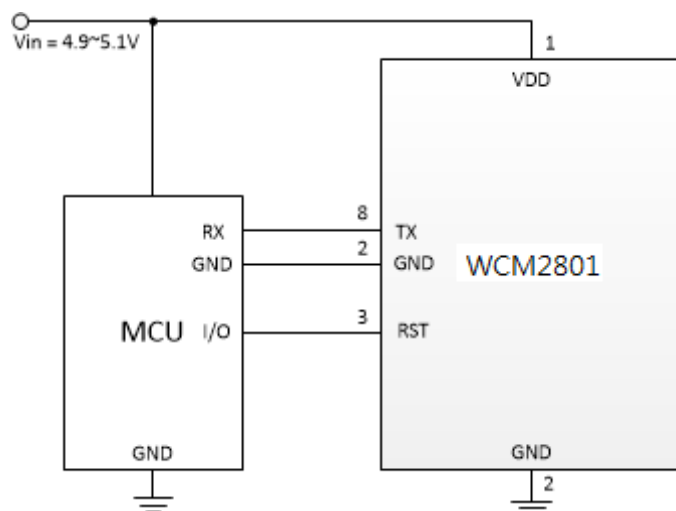 Vin = 4.9~5.1V
1
VDD
RX
8
TX
GND
2
GND
WCM2801
MCU
I/O
3
RST
GND
GND
2